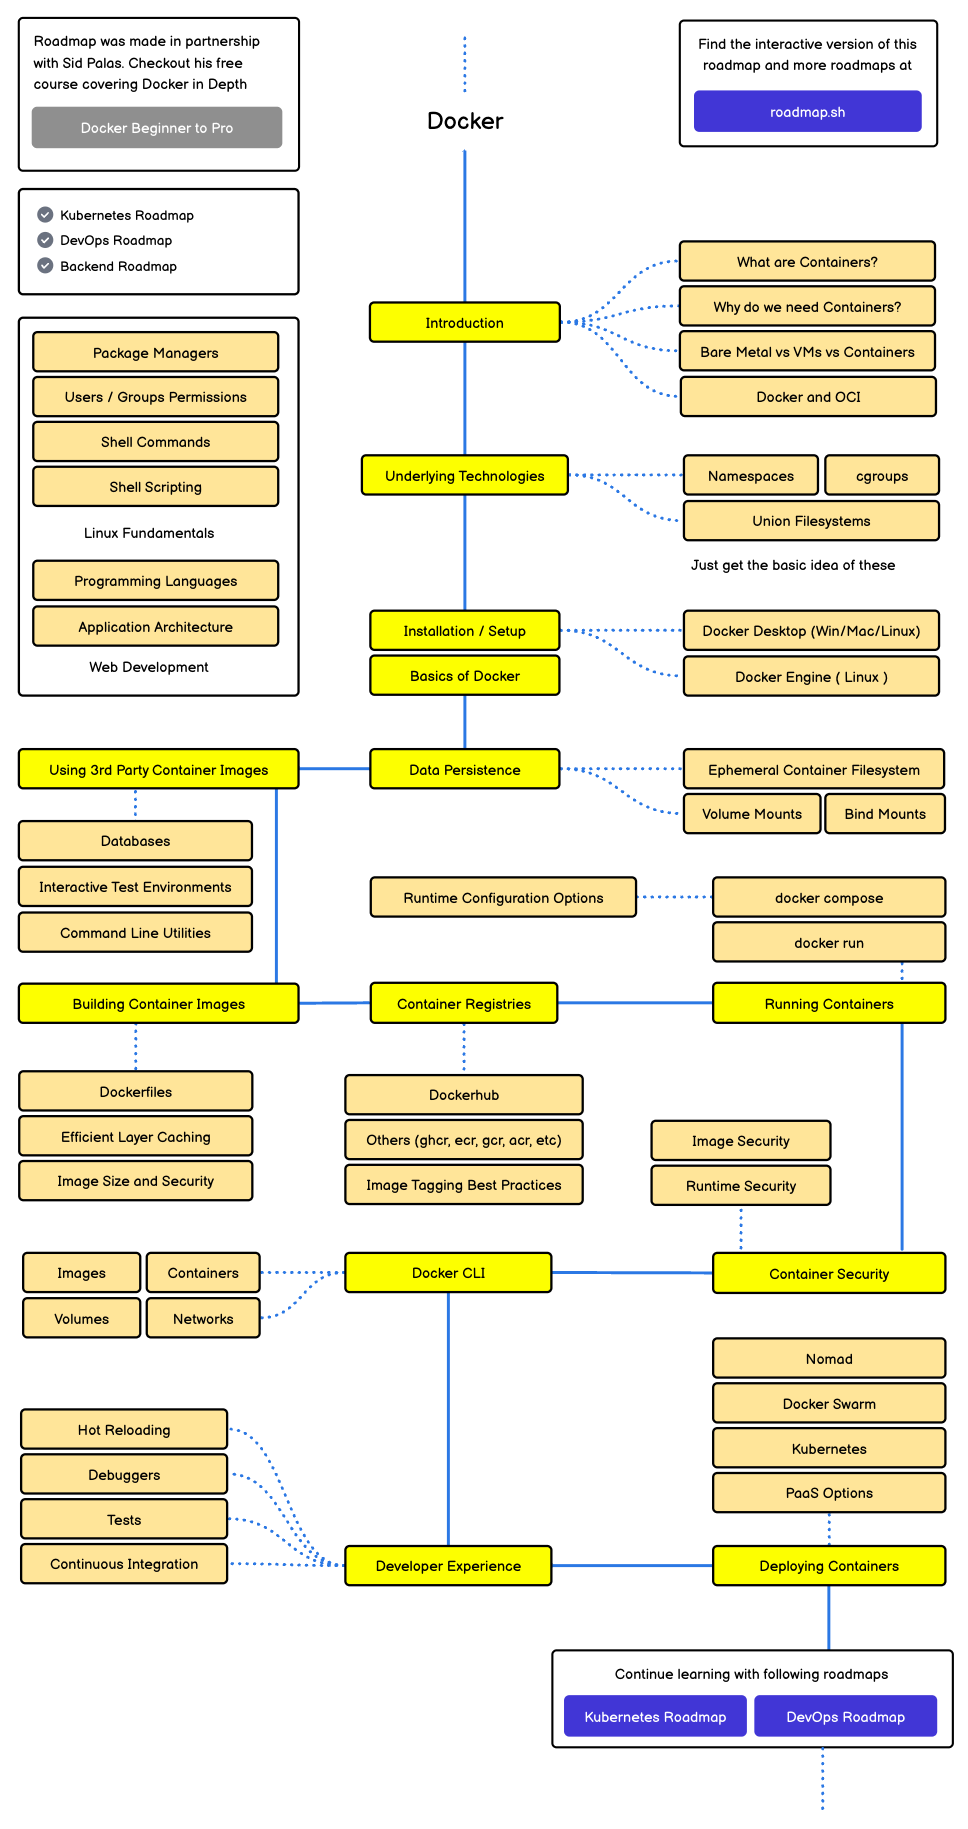 Roadmap was made in partnership
with Sid Palas. Checkout his free
course covering Docker in Depth
Docker Beginner to Pro
Docker
Find the interactive version of this
roadmap and more roadmaps at
roadmap.sh
Kubernetes Roadmap
DevOps Roadmap
Backend Roadmap
Package Managers
Users / Groups Permissions
Shell Commands
Shell Scripting
Linux Fundamentals
Programming Languages
Application Architecture
Web Development
Introduction
What are Containers?
Why do we need Containers?
Bare Metal vs VMs vs Containers
Docker and OCI
Underlying Technologies
Namespaces
cgroups
Union Filesystems
Just get the basic idea of these
Installation / Setup
Basics of Docker
Docker Desktop (Win/Mac/Linux)
Docker Engine ( Linux )
Using 3rd Party Container Images
Data Persistence
Ephemeral Container Filesystem
Volume Mounts
Bind Mounts
Databases
Interactive Test Environments
Command Line Utilities
Runtime Configuration Options
docker compose
docker run
Building Container Images
Container Registries
Running Containers
Dockerfiles
Efficient Layer Caching
Image Size and Security
Dockerhub
Others (ghcr, ecr, gcr, acr, etc)
Image Tagging Best Practices
Image Security
Runtime Security
Images
Containers
Volumes
Networks
Docker CLI
Container Security
Nomad
Docker Swarm
Kubernetes
PaaS Options
Hot Reloading
Debuggers
Tests
Continuous Integration
Developer Experience
Deploying Containers
Continue learning with following roadmaps
Kubernetes Roadmap
DevOps Roadmap